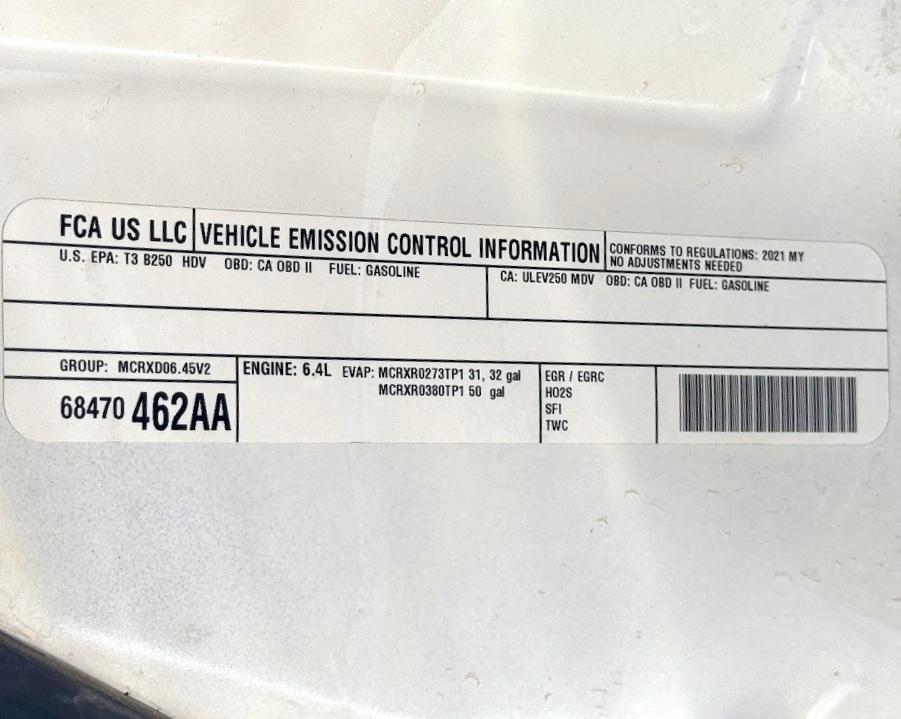 FCA US LLC VEHICLE EMISSION CONTROL INFORMATION
CONFORMS TO REGULATIONS: 2021 MY
NO ADJUSTMENTS NEEDED
U.S. EPA: T3 B250 HDV OBD: CA OBD II FUEL: GASOLINE
CA: ULEV250 MDV OBD: CA OBD II FUEL: GASOLINE
GROUP: MCRXD06.45V2
68470 462AA
ENGINE: 6.4L EVAP: MCRXR0273TP1 31, 32 gal
MCRXR0380TP1 50 gal
EGR / EGRC
HO2S
SFI
TWC